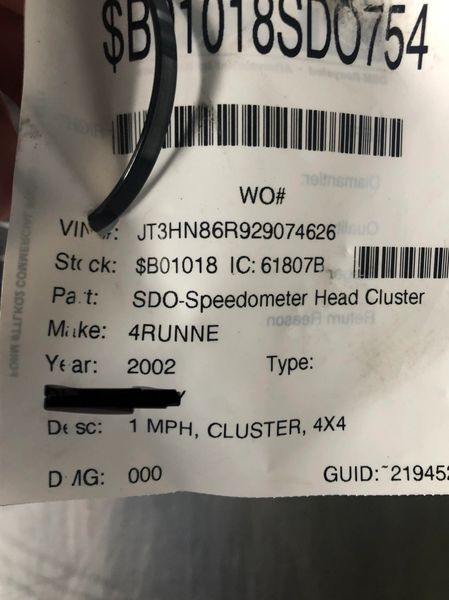 $B01018SDO754
WO#
VIN #: JT3HN86R929074626
Stock: $B01018 IC: 61807B
Part: SDO-Speedometer Head Cluster
Make: 4RUNNE
Year: 2002 Type:
Desc: 1 MPH, CLUSTER, 4X4
DMG: 000 GUID:~219452